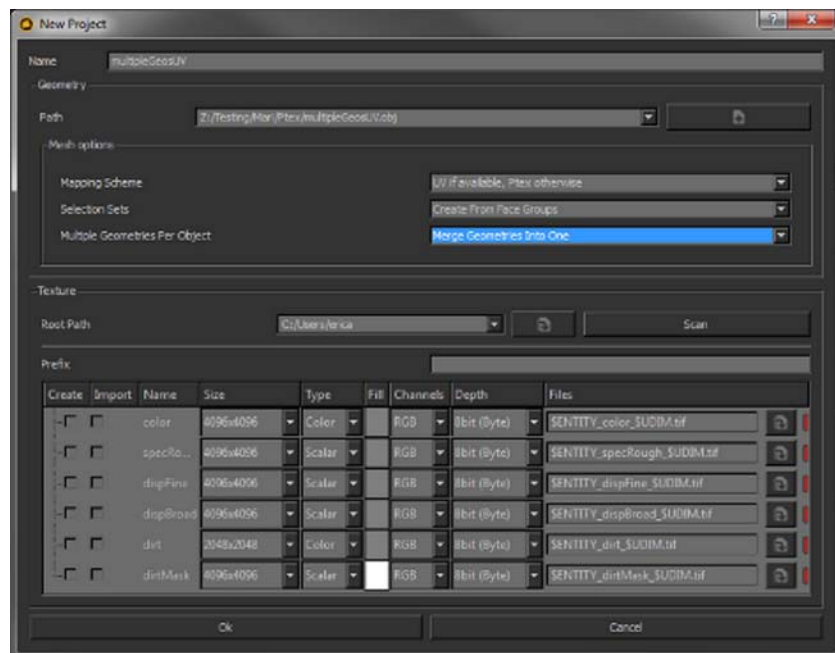 New Project
Name multipleGeosUV
Geometry
Path Z:/Testing/Mari/Ptex/multipleGeosUV.obj
Mesh options
Mapping Scheme UV if available, Ptex otherwise
Selection Sets Create From Face Groups
Multiple Geometries Per Object Merge Geometries Into One
Texture
Root Path C:/Users/erica Scan
Prefix
Create Import Name Size Type Fill Channels Depth Files
color 4096x4096 Color RGB 8bit (Byte) $ENTITY_color_$UDIM.tif
specRo... 4096x4096 Scalar RGB 8bit (Byte) $ENTITY_specRough_$UDIM.tif
dispFine 4096x4096 Scalar RGB 8bit (Byte) $ENTITY_dispFine_$UDIM.tif
dispBroad 4096x4096 Scalar RGB 8bit (Byte) $ENTITY_dispBroad_$UDIM.tif
dirt 2048x2048 Color RGB 8bit (Byte) $ENTITY_dirt_$UDIM.tif
dirtMask 4096x4096 Scalar RGB 8bit (Byte) $ENTITY_dirtMask_$UDIM.tif
Ok Cancel